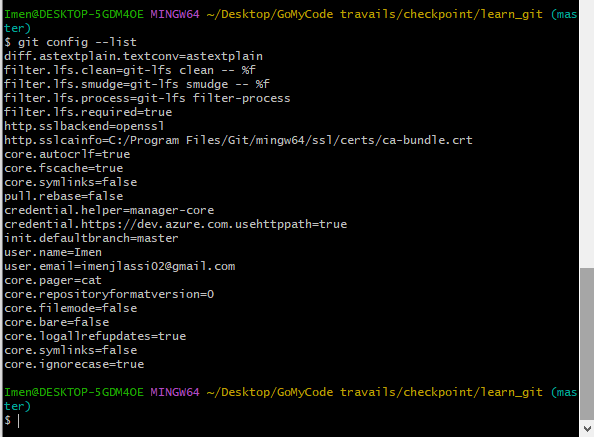 Imen@DESKTOP-5GDM4OE MINGW64 ~/Desktop/GoMyCode travails/checkpoint/learn_git (mas
ter)
$ git config --list
diff.astextplain.textconv=astextplain
filter.lfs.clean=git-lfs clean -- %f
filter.lfs.smudge=git-lfs smudge -- %f
filter.lfs.process=git-lfs filter-process
filter.lfs.required=true
http.sslbackend=openssl
http.sslcainfo=C:/Program Files/Git/mingw64/ssl/certs/ca-bundle.crt
core.autocrlf=true
core.fscache=true
core.symlinks=false
pull.rebase=false
credential.helper=manager-core
credential.https://dev.azure.com.usehttppath=true
init.defaultbranch=master
user.name=Imen
user.email=imenjlassi02@gmail.com
core.pager=cat
core.repositoryformatversion=0
core.filemode=false
core.bare=false
core.logallrefupdates=true
core.symlinks=false
core.ignorecase=true
Imen@DESKTOP-5GDM4OE MINGW64 ~/Desktop/GoMyCode travails/checkpoint/learn_git (mas
ter)
$